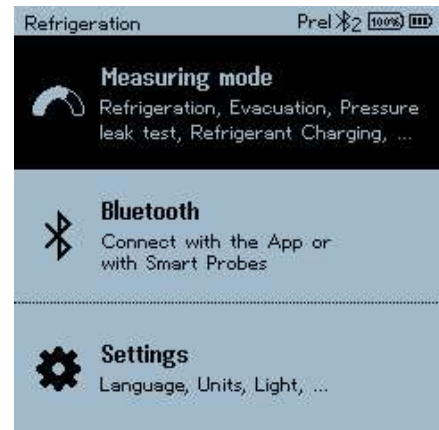 Refrigeration Prel 2 100%
Measuring mode
Refrigeration, Evacuation, Pressure
leak test, Refrigerant Charging, ...
Bluetooth
Connect with the App or
with Smart Probes
Settings
Language, Units, Light, ...